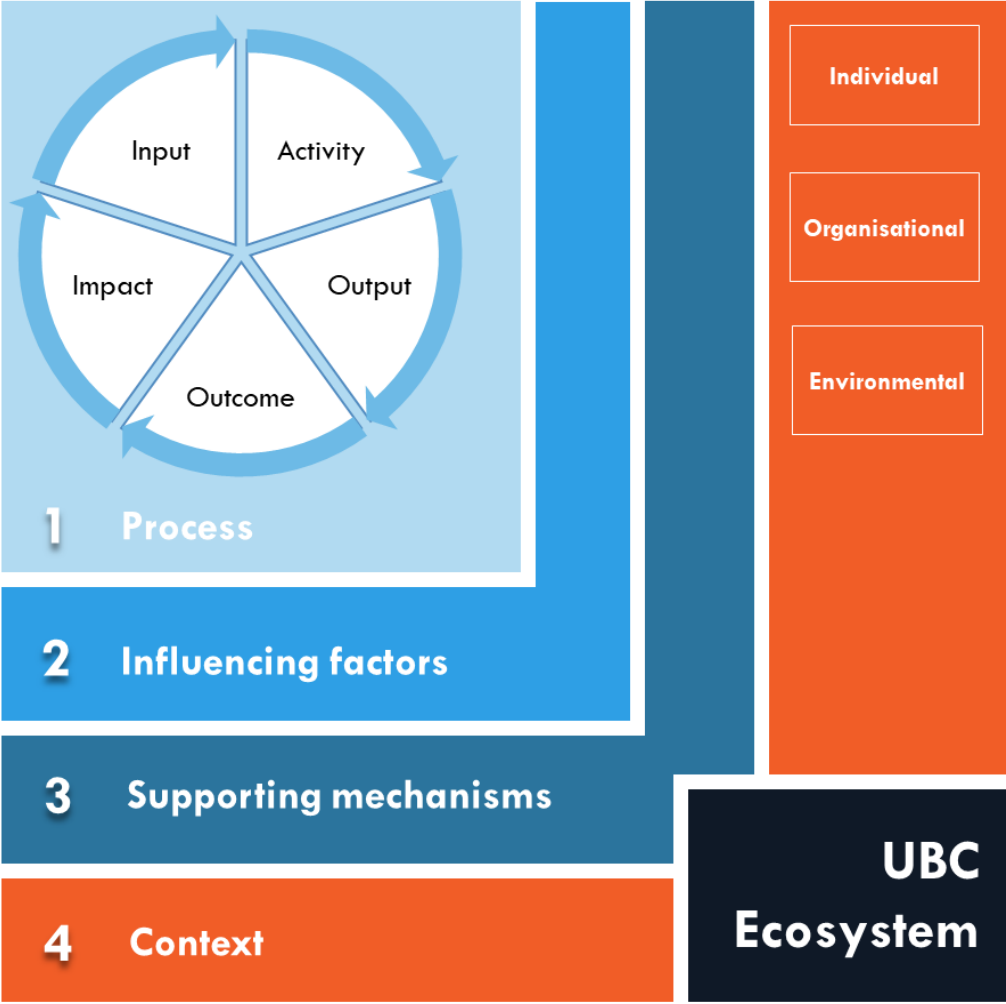 Input
Activity
Impact
Output
Outcome
1 Process
2 Influencing factors
3 Supporting mechanisms
4 Context
Individual
Organisational
Environmental
UBC
Ecosystem